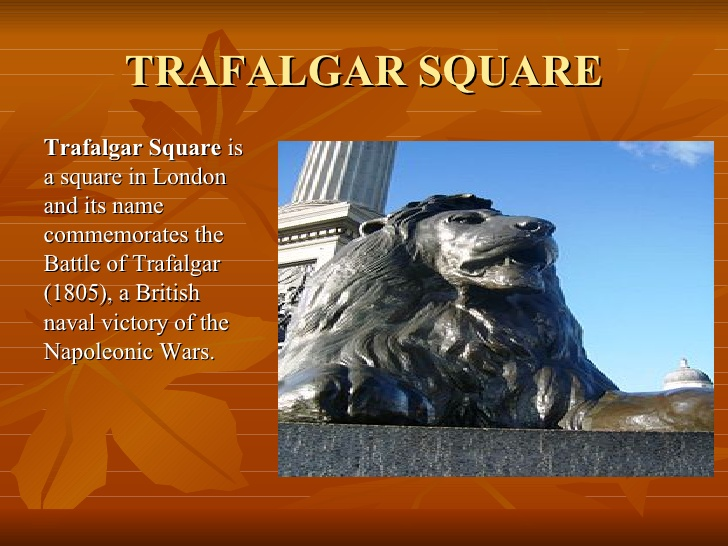 TRAFALGAR SQUARE
Trafalgar Square is
a square in London
and its name
commemorates the
Battle of Trafalgar
(1805), a British
naval victory of the
Napoleonic Wars.